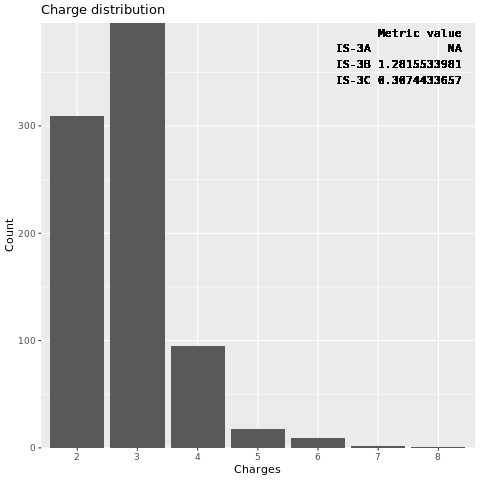 Charge distribution
Metric value
IS-3A NA
IS-3B 1.2815533981
IS-3C 0.3074433657
300
200
100
0
Count
2 3 4 5 6 7 8
Charges